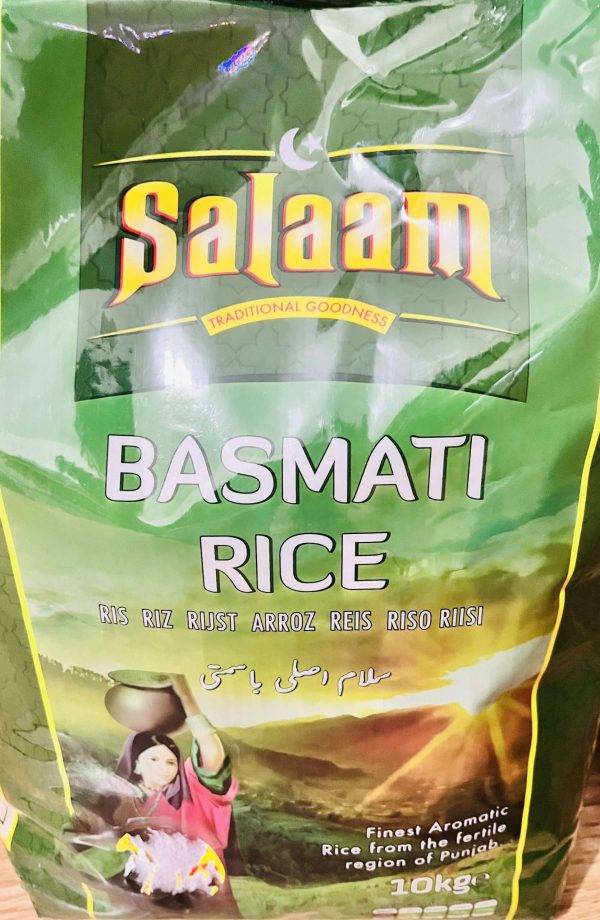 Salaam
TRADITIONAL GOODNESS
BASMATI
RICE
RIS RIZ RIJST ARROZ REIS RISO RIISI
سلام اصلی باسمتی
Finest Aromatic
Rice from the fertile
region of Punjab
10kg e